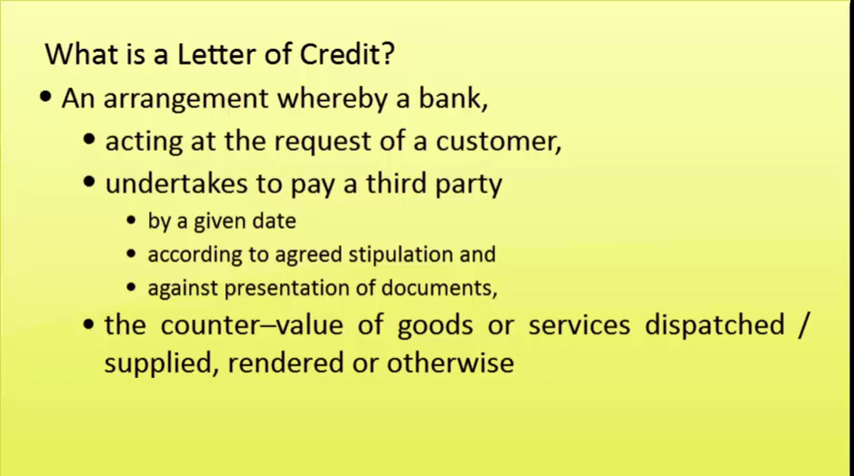 What is a Letter of Credit?
• An arrangement whereby a bank,
• acting at the request of a customer,
• undertakes to pay a third party
• by a given date
• according to agreed stipulation and
• against presentation of documents,
• the counter–value of goods or services dispatched /
supplied, rendered or otherwise